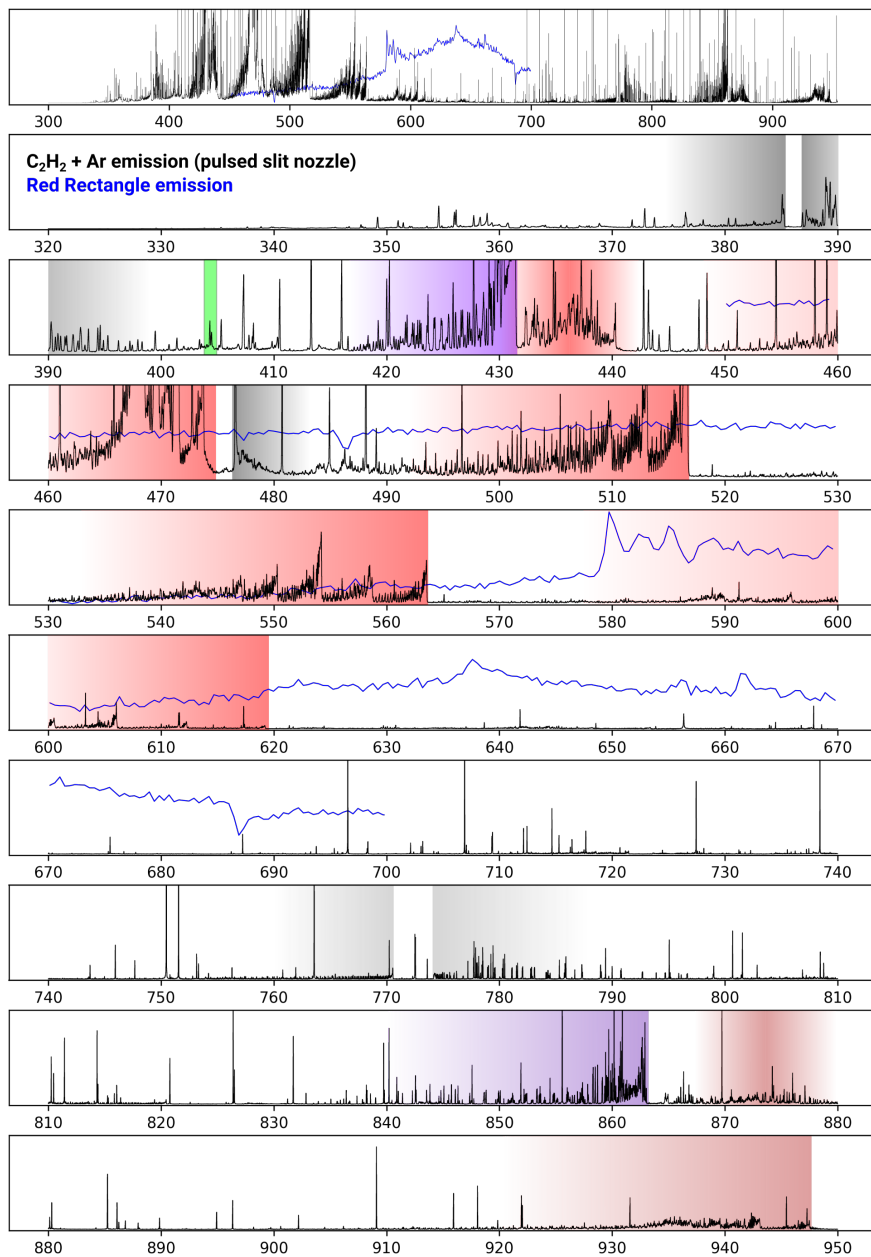 300 400 500 600 700 800 900
C₂H₂ + Ar emission (pulsed slit nozzle)
Red Rectangle emission
320 330 340 350 360 370 380 390
390 400 410 420 430 440 450 460
460 470 480 490 500 510 520 530
530 540 550 560 570 580 590 600
600 610 620 630 640 650 660 670
670 680 690 700 710 720 730 740
740 750 760 770 780 790 800 810
810 820 830 840 850 860 870 880
880 890 900 910 920 930 940 950